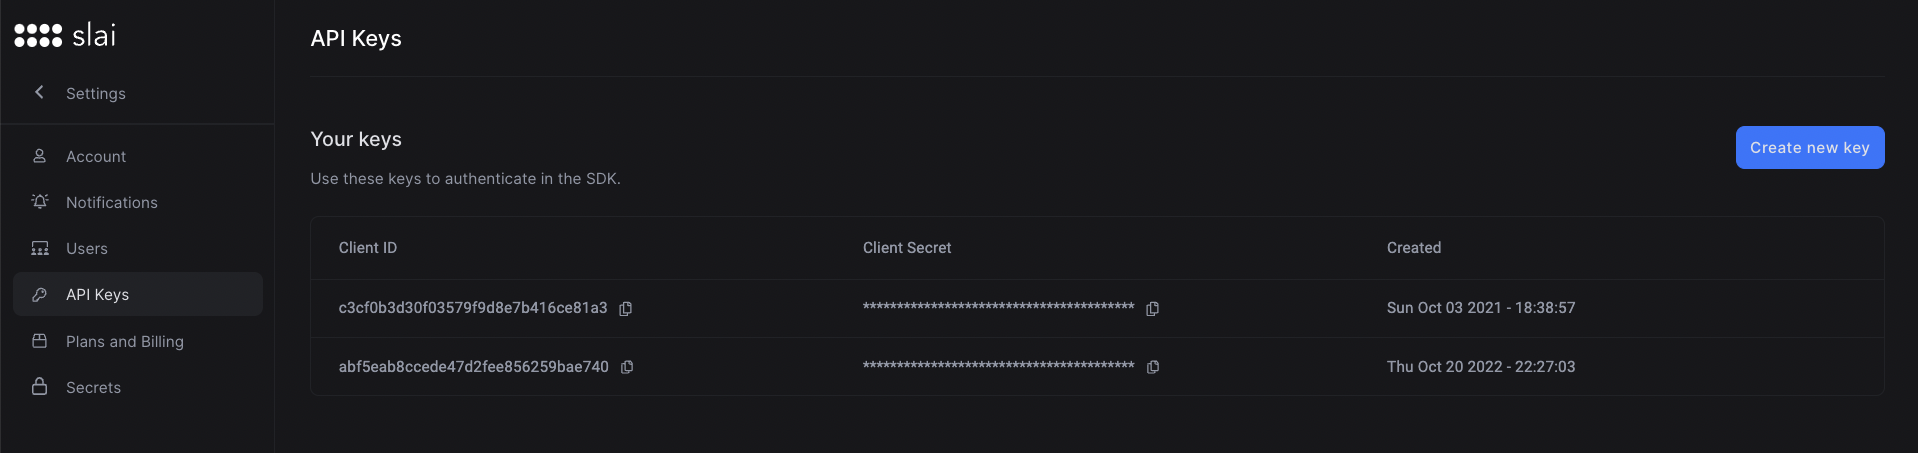 slai
Settings
Account
Notifications
Users
API Keys
Plans and Billing
Secrets
API Keys
Your keys
Use these keys to authenticate in the SDK.
Create new key
Client ID Client Secret Created
c3cf0b3d30f03579f9d8e7b416ce81a3 **************************************** Sun Oct 03 2021 - 18:38:57
abf5eab8ccede47d2fee856259bae740 **************************************** Thu Oct 20 2022 - 22:27:03